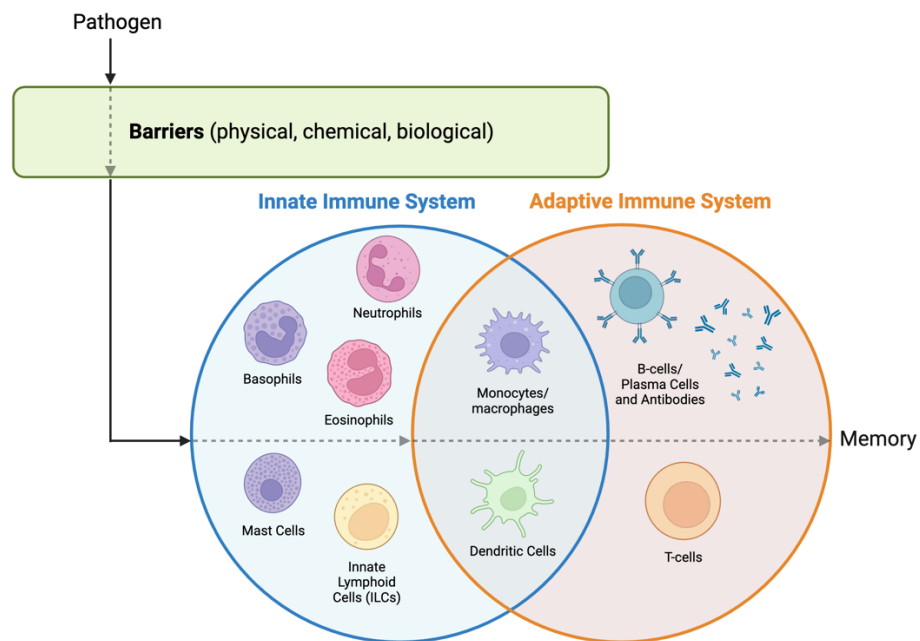 Pathogen
Barriers (physical, chemical, biological)
Innate Immune System
Adaptive Immune System
Neutrophils
Basophils
Eosinophils
Monocytes/
macrophages
B-cells/
Plasma Cells
and Antibodies
Memory
Mast Cells
Innate
Lymphoid
Cells (ILCs)
Dendritic Cells
T-cells